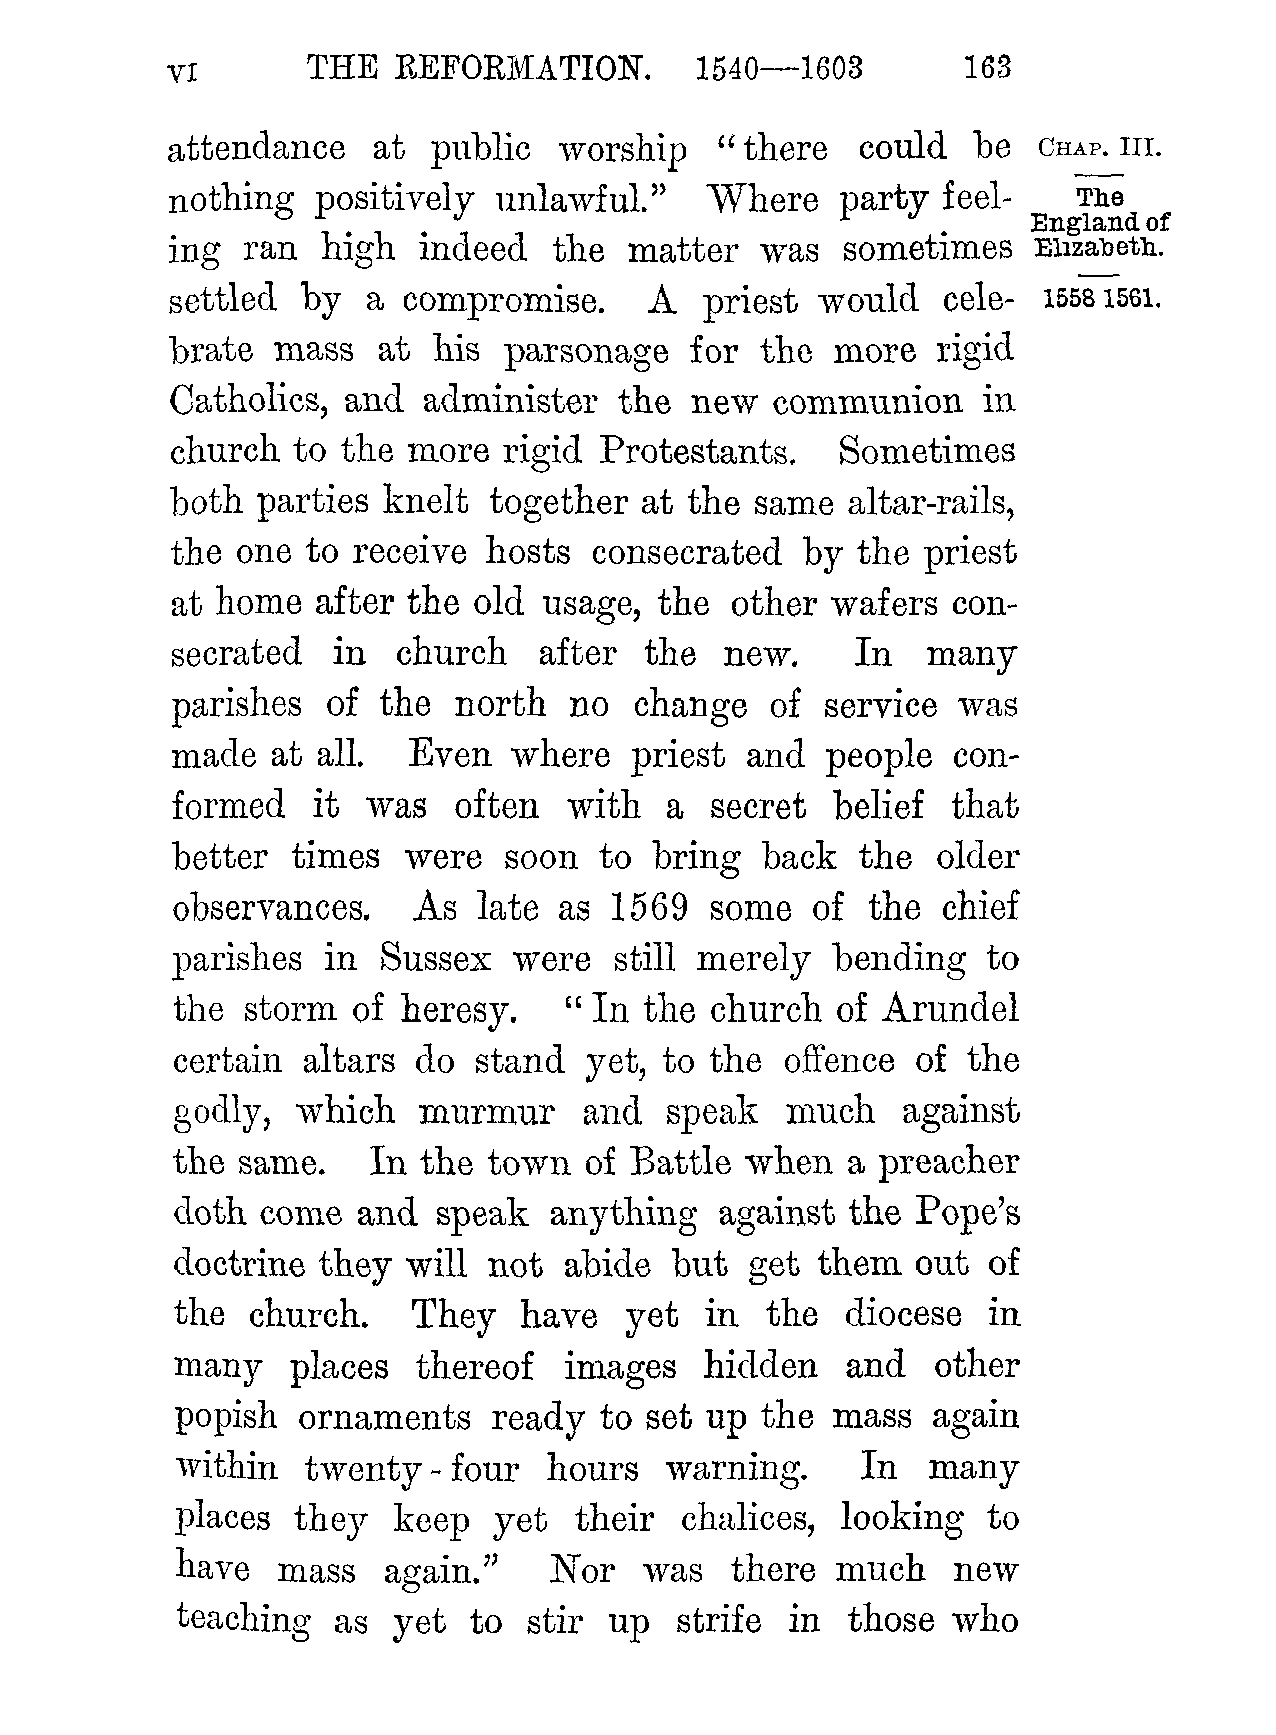 VI THE REFORMATION. 1540—1603 163
attendance at public worship “there could be
nothing positively unlawful.” Where party feel-
ing ran high indeed the matter was sometimes
settled by a compromise. A priest would cele-
brate mass at his parsonage for the more rigid
Catholics, and administer the new communion in
church to the more rigid Protestants. Sometimes
both parties knelt together at the same altar-rails,
the one to receive hosts consecrated by the priest
at home after the old usage, the other wafers con-
secrated in church after the new. In many
parishes of the north no change of service was
made at all. Even where priest and people con-
formed it was often with a secret belief that
better times were soon to bring back the older
observances. As late as 1569 some of the chief
parishes in Sussex were still merely bending to
the storm of heresy. “In the church of Arundel
certain altars do stand yet, to the offence of the
godly, which murmur and speak much against
the same. In the town of Battle when a preacher
doth come and speak anything against the Pope’s
doctrine they will not abide but get them out of
the church. They have yet in the diocese in
many places thereof images hidden and other
popish ornaments ready to set up the mass again
within twenty-four hours warning. In many
places they keep yet their chalices, looking to
have mass again.” Nor was there much new
teaching as yet to stir up strife in those who
CHAP. III.
The
England of
Elizabeth.
1558 1561.